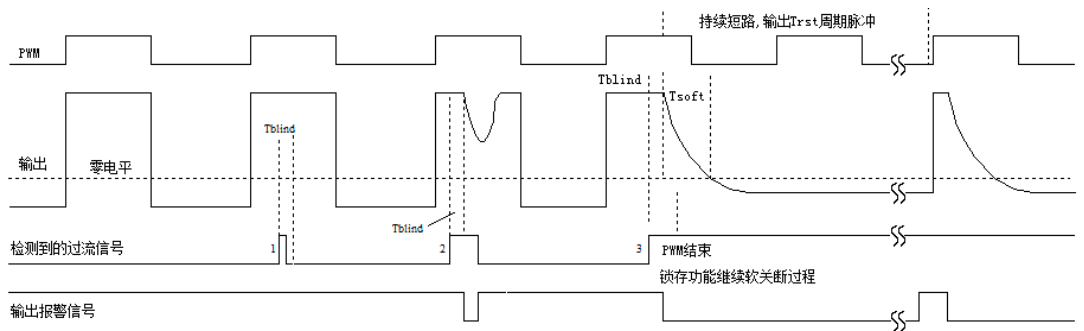 持续短路,输出Trst周期脉冲
PWM
Tblind
Tsoft
Tblind
输出
零电平
Tblind
检测到的过流信号
1
2
3
PWM结束
锁存功能继续软关断过程
输出报警信号